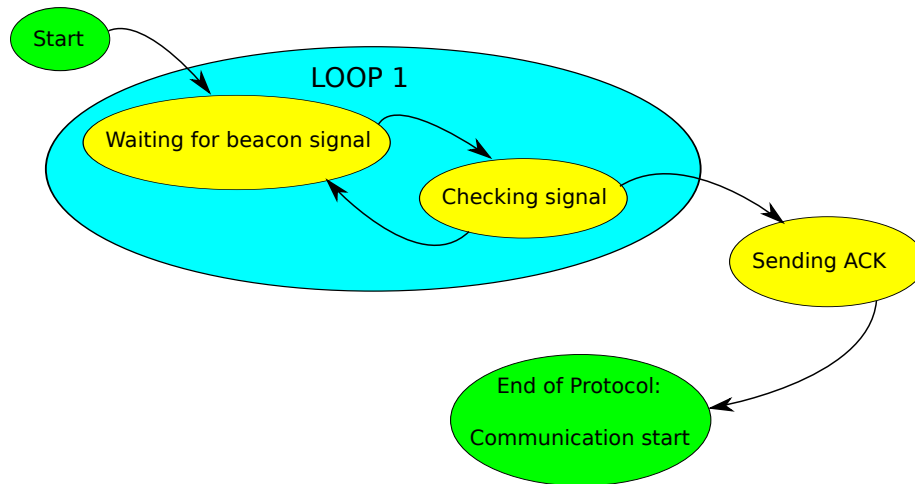 Start
LOOP 1
Waiting for beacon signal
Checking signal
Sending ACK
End of Protocol:
Communication start